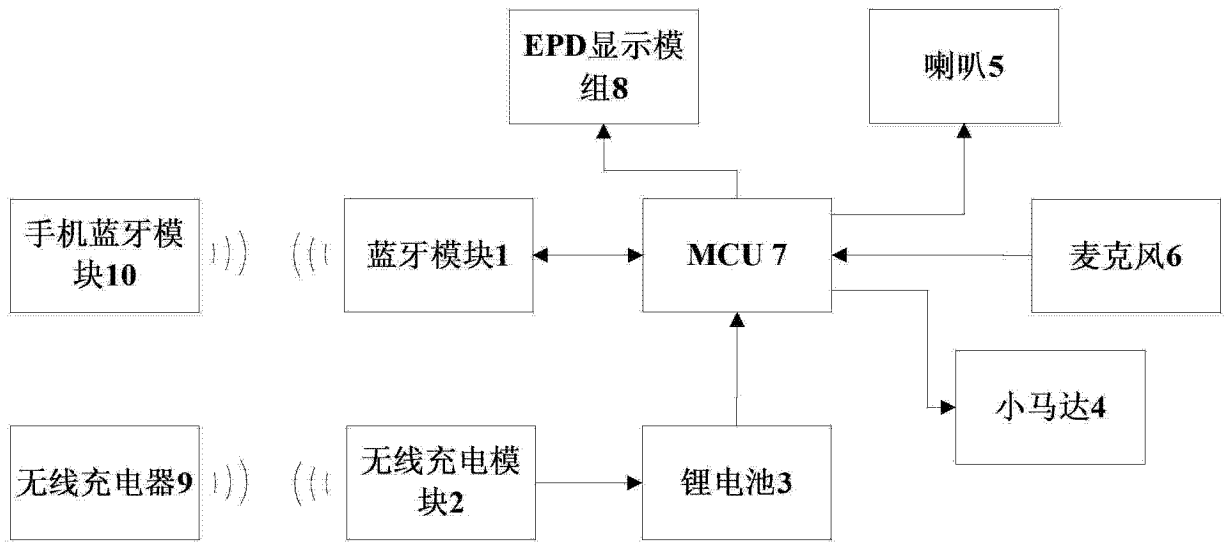 EPD显示模
组8
喇叭5
手机蓝牙模
块10
蓝牙模块1
MCU 7
麦克风6
小马达4
无线充电器9
无线充电模
块2
锂电池3